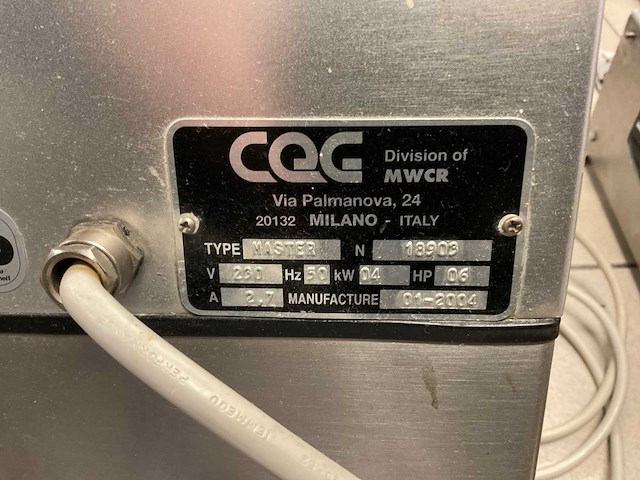 CQC Division of
MWCR
Via Palmanova, 24
20132 MILANO - ITALY
TYPE MASTER N 18903
V 230 Hz 50 kW 04 HP 06
A 2.7 MANUFACTURE 01-2004